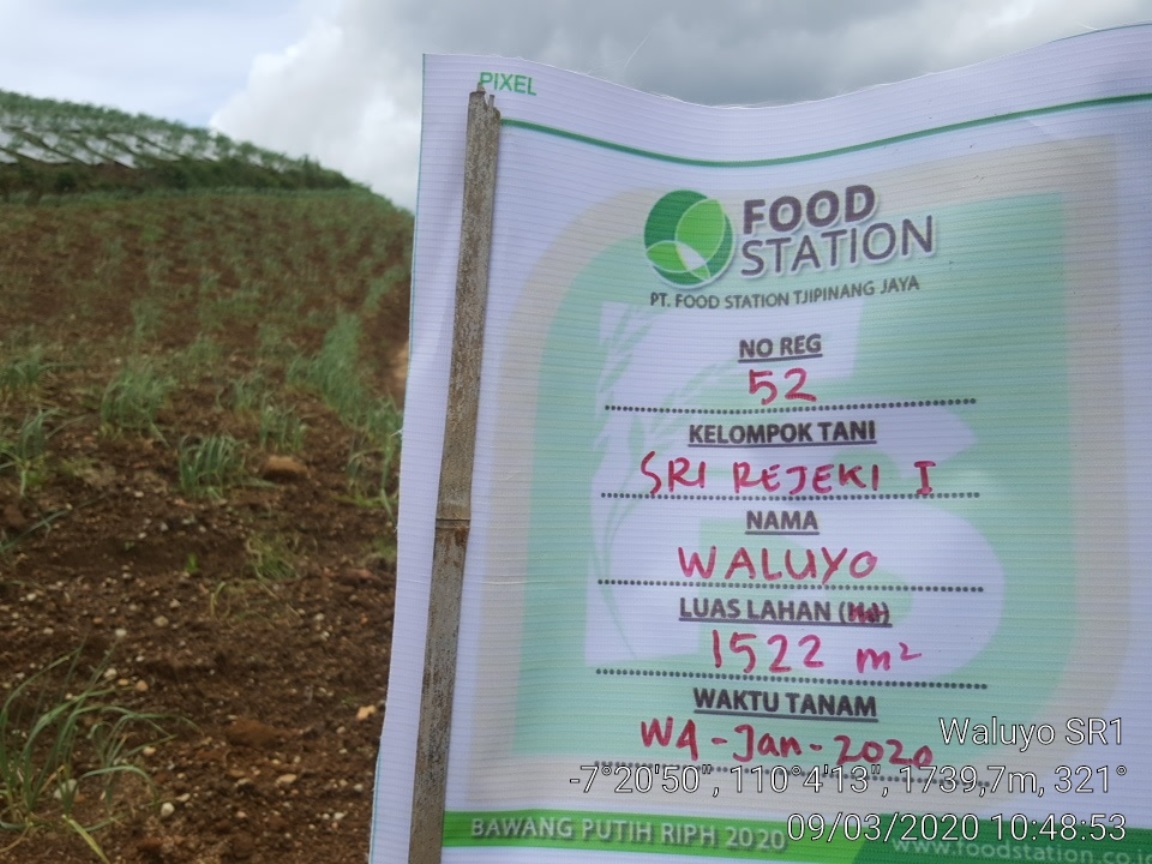 PIXEL
FOOD
STATION
PT. FOOD STATION TJIPINANG JAYA
NO REG
52
KELOMPOK TANI
SRI REJEKI I
NAMA
WALUYO
LUAS LAHAN (Ha)
1522 m²
WAKTU TANAM
W4 - Jan - 2020
Waluyo SR1
-7°20'50", 110°4'13", 1739,7m, 321°
09/03/2020 10:48:53
BAWANG PUTIH RIPH 2020
www.foodstation.co.id